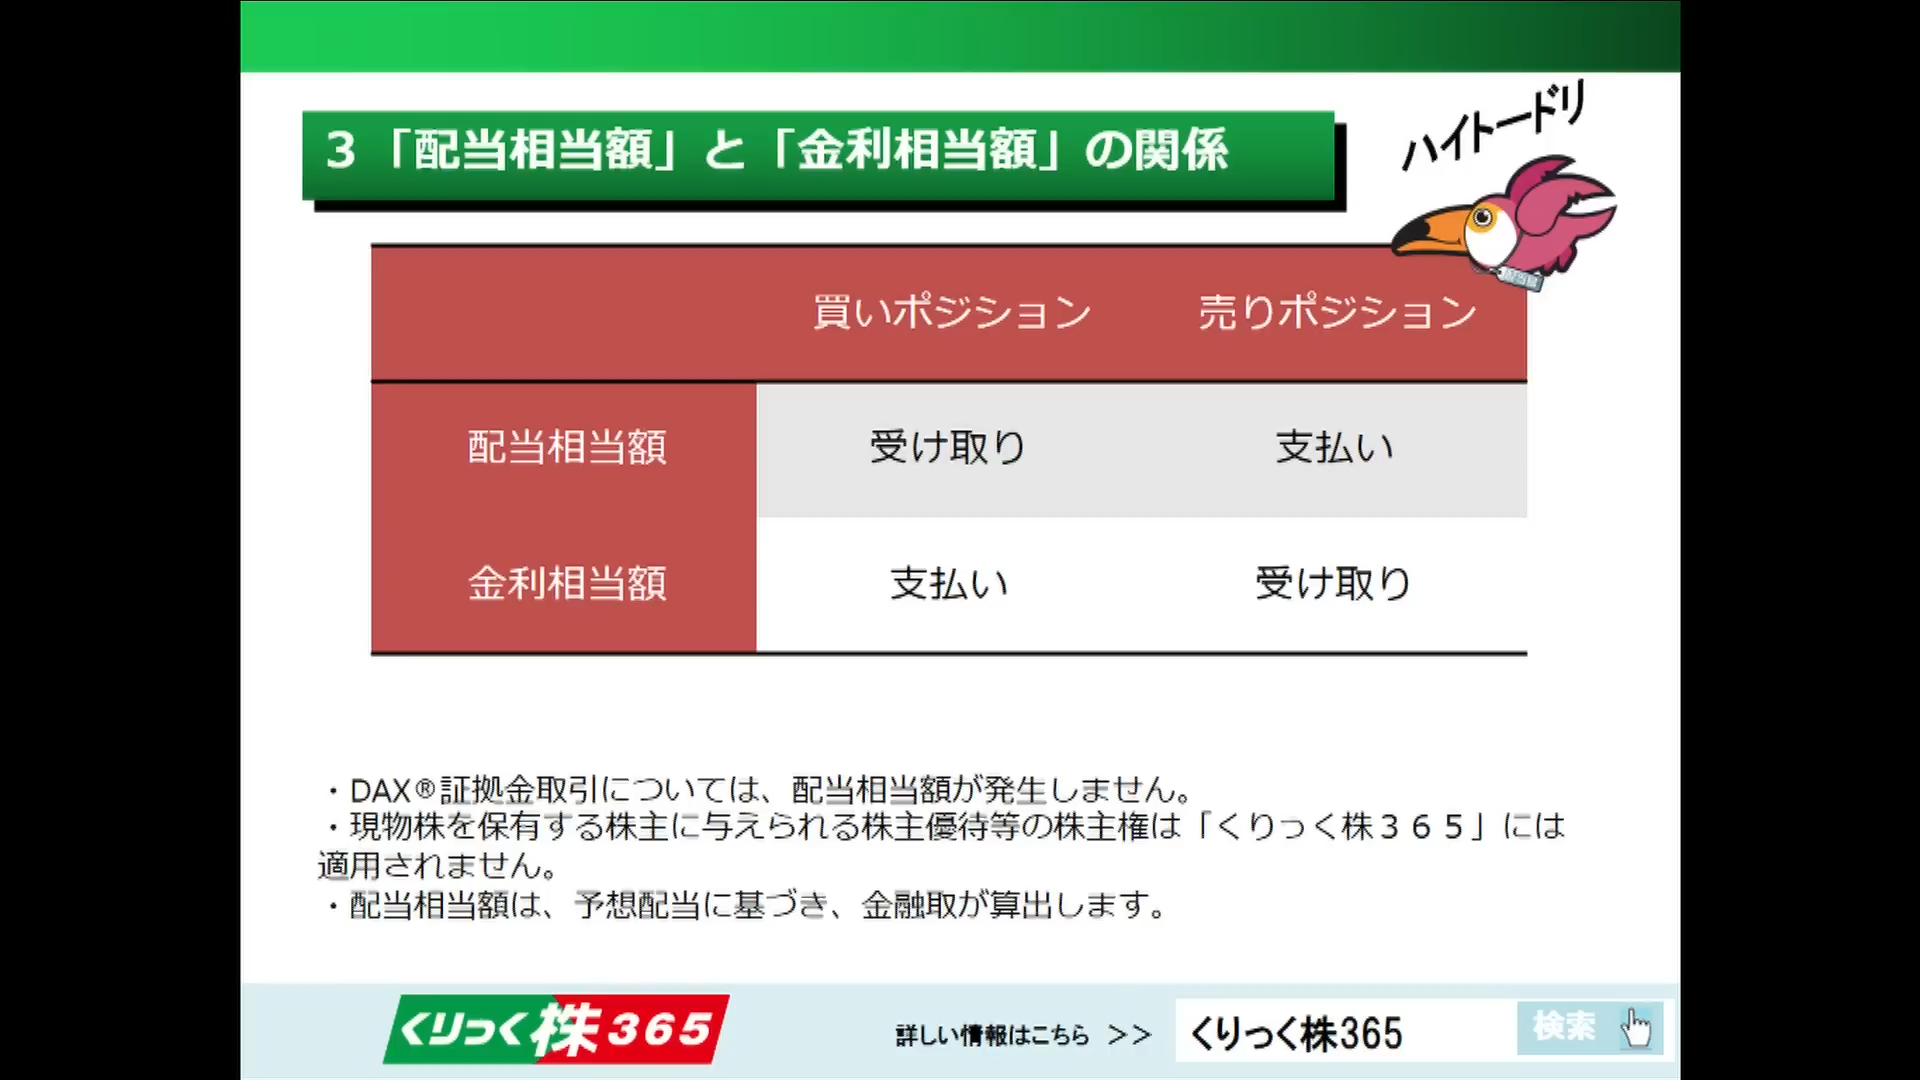 ハイトードリ
3「配当相当額」と「金利相当額」の関係
買いポジション 売りポジション
配当相当額 受け取り 支払い
金利相当額 支払い 受け取り
・DAX®証拠金取引については、配当相当額が発生しません。
・現物株を保有する株主に与えられる株主優待等の株主権は「くりっく株３６５」には
適用されません。
・配当相当額は、予想配当に基づき、金融取が算出します。
くりっく株365 詳しい情報はこちら >> くりっく株365 検索